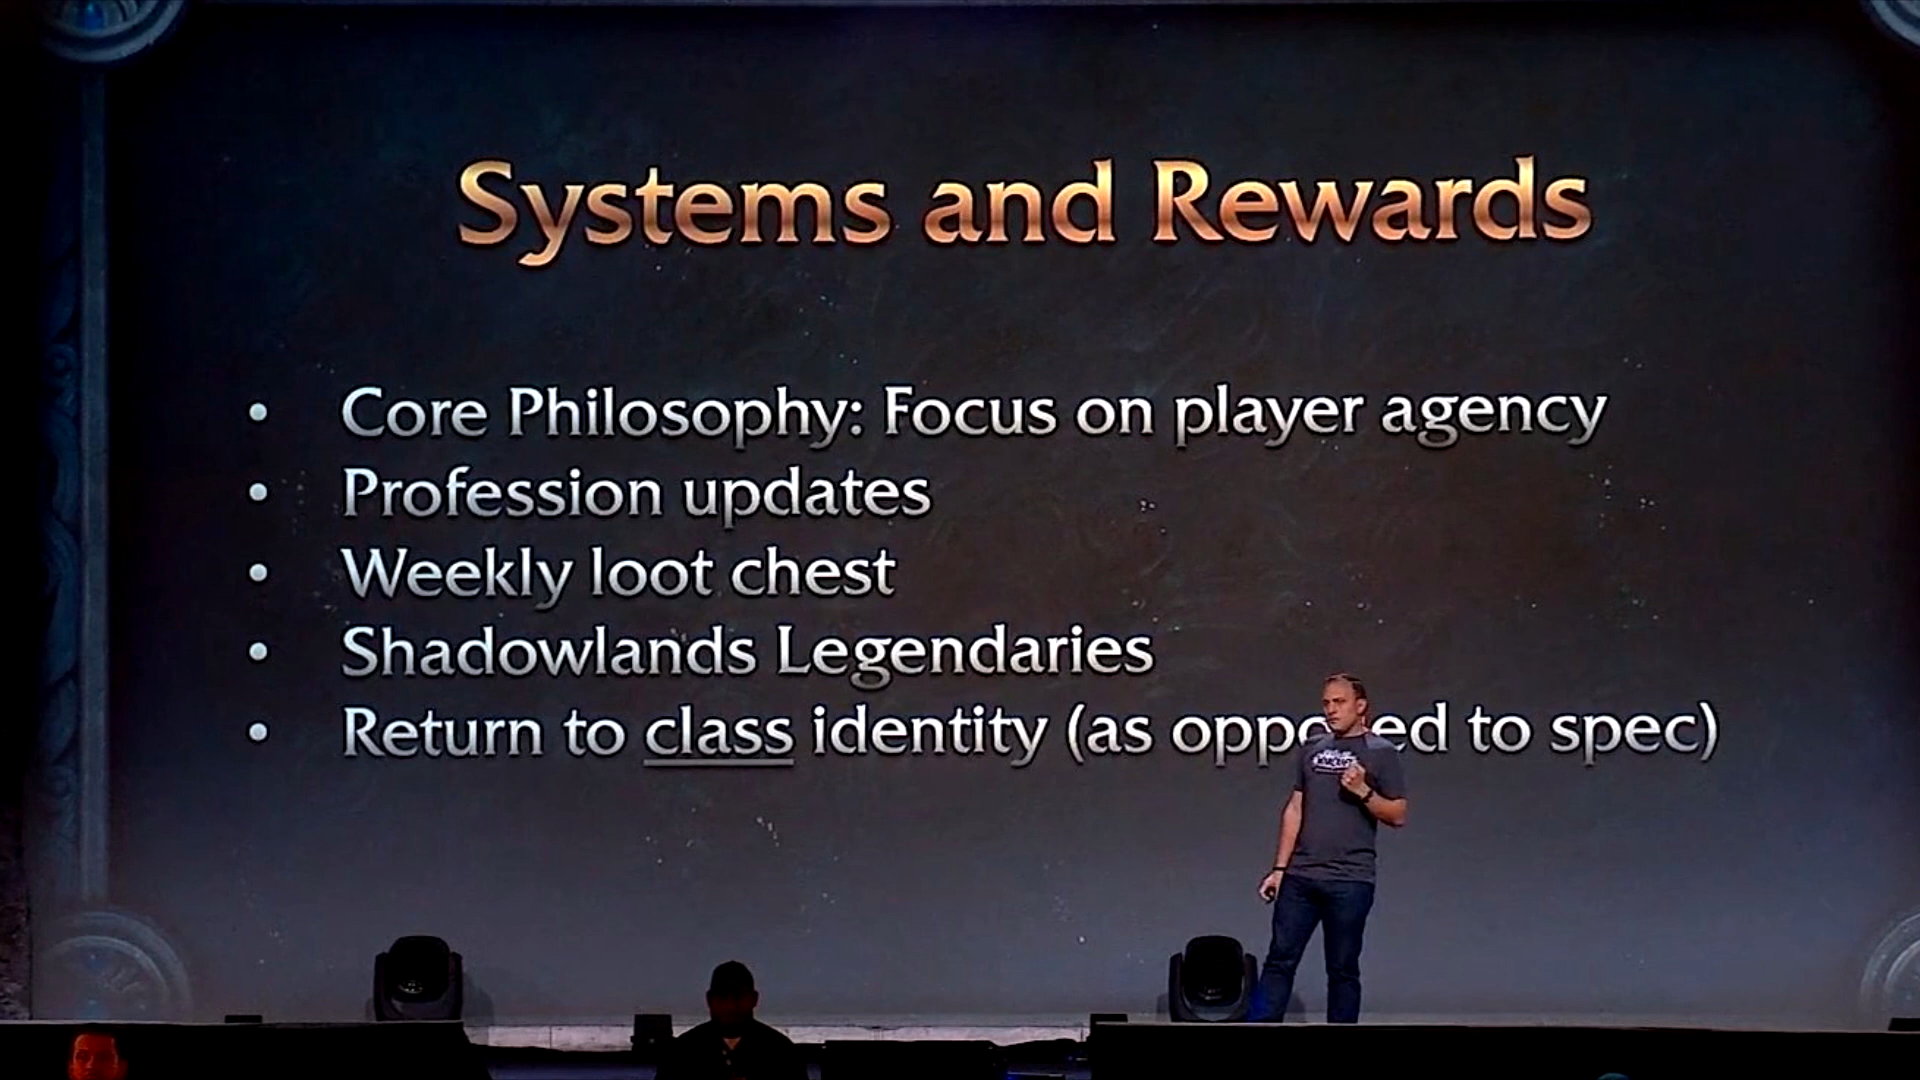 Systems and Rewards
• Core Philosophy: Focus on player agency
• Profession updates
• Weekly loot chest
• Shadowlands Legendaries
• Return to class identity (as to spec)